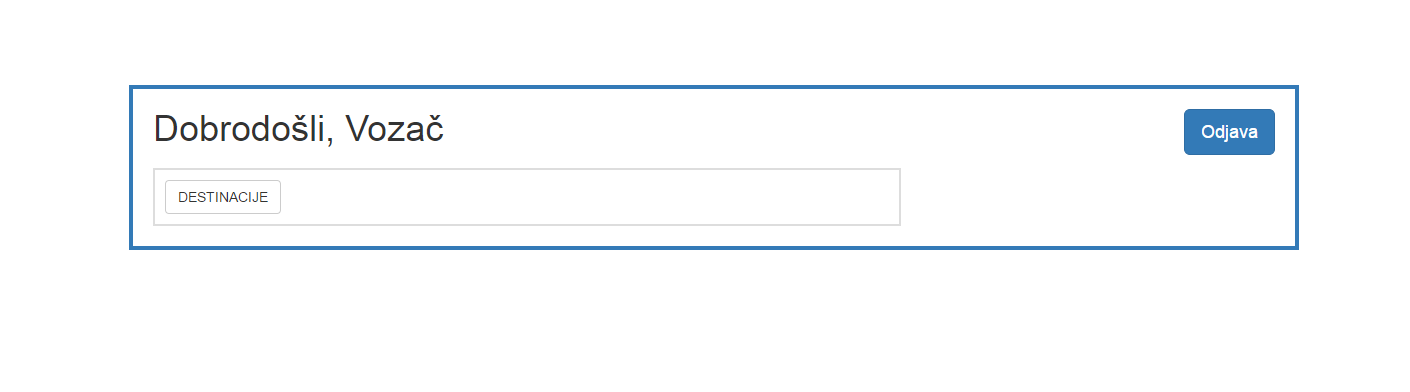 Dobrodošli, Vozač
Odjava
DESTINACIJE